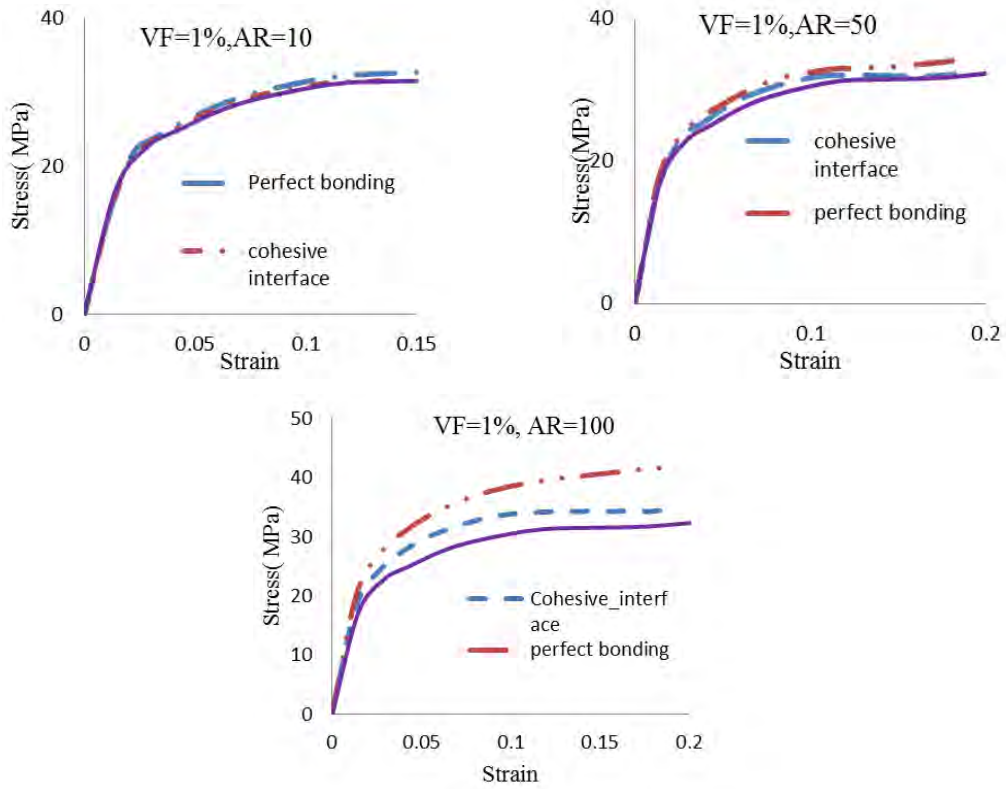 VF=1%,AR=10
40
20
0
Stress( MPa)
Perfect bonding
cohesive
interface
0
0.05
0.1
0.15
Strain
VF=1%,AR=50
40
20
0
Stress(MPa)
cohesive
interface
perfect bonding
0
0.1
0.2
Strain
VF=1%, AR=100
50
40
30
20
10
0
Stress( MPa)
Cohesive_interf
ace
perfect bonding
0
0.05
0.1
0.15
0.2
Strain